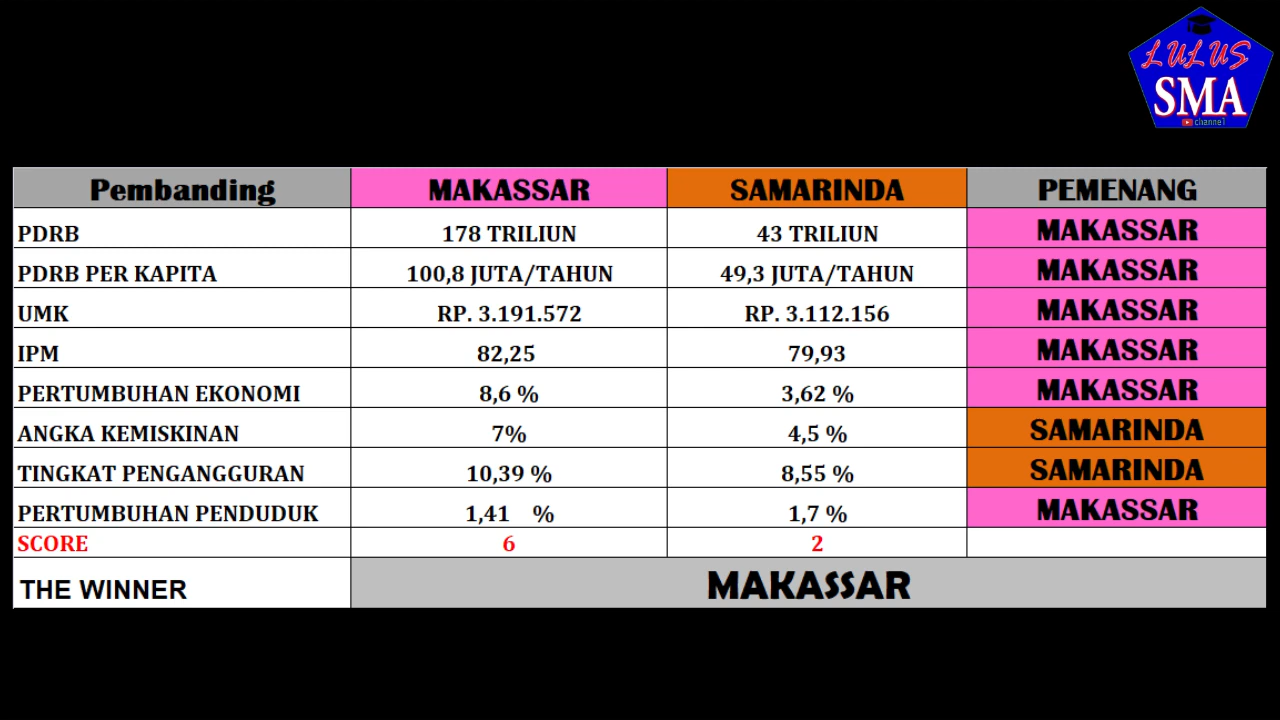 LULUS
SMA
channel
Pembanding MAKASSAR SAMARINDA PEMENANG
PDRB 178 TRILIUN 43 TRILIUN MAKASSAR
PDRB PER KAPITA 100,8 JUTA/TAHUN 49,3 JUTA/TAHUN MAKASSAR
UMK RP. 3.191.572 RP. 3.112.156 MAKASSAR
IPM 82,25 79,93 MAKASSAR
PERTUMBUHAN EKONOMI 8,6 % 3,62 % MAKASSAR
ANGKA KEMISKINAN 7% 4,5 % SAMARINDA
TINGKAT PENGANGGURAN 10,39 % 8,55 % SAMARINDA
PERTUMBUHAN PENDUDUK 1,41 % 1,7 % MAKASSAR
SCORE 6 2
THE WINNER MAKASSAR